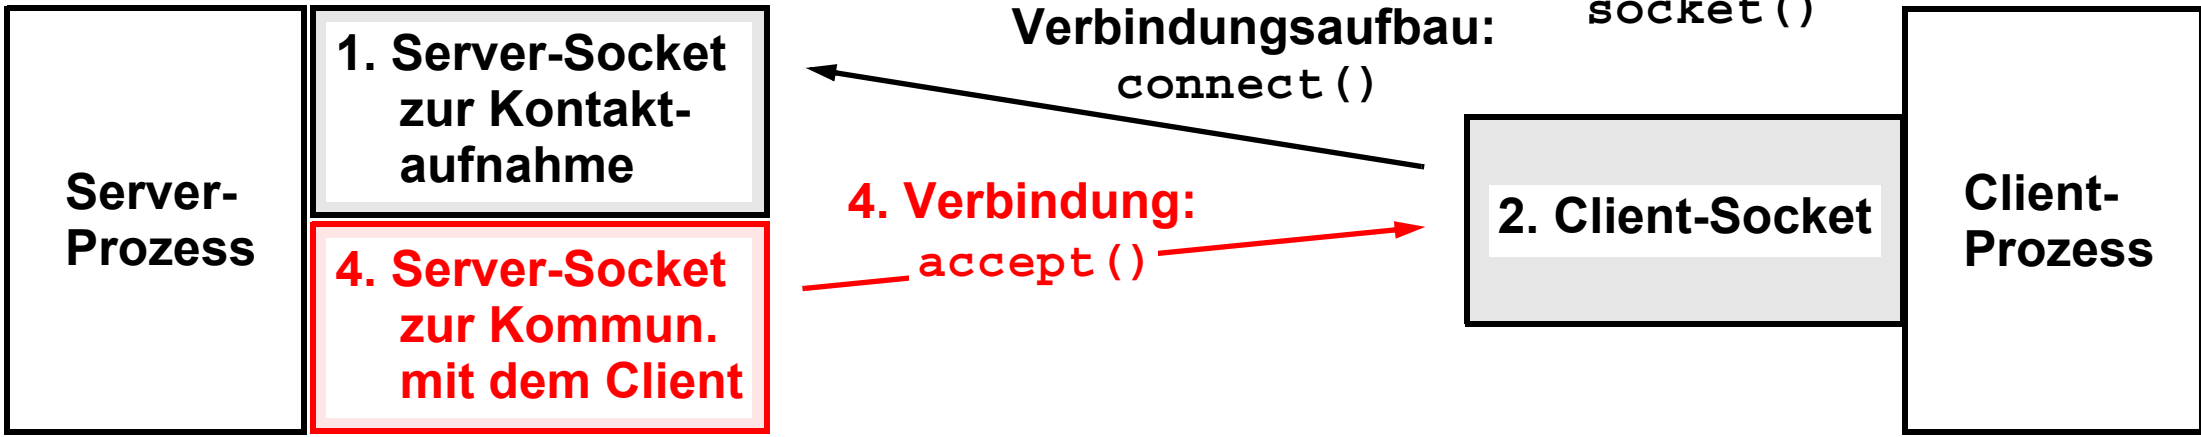 socket()
Verbindungsaufbau:
connect()
1. Server-Socket
zur Kontakt-
aufnahme
Server-
Prozess
4. Verbindung:
accept()
4. Server-Socket
zur Kommun.
mit dem Client
2. Client-Socket
Client-
Prozess